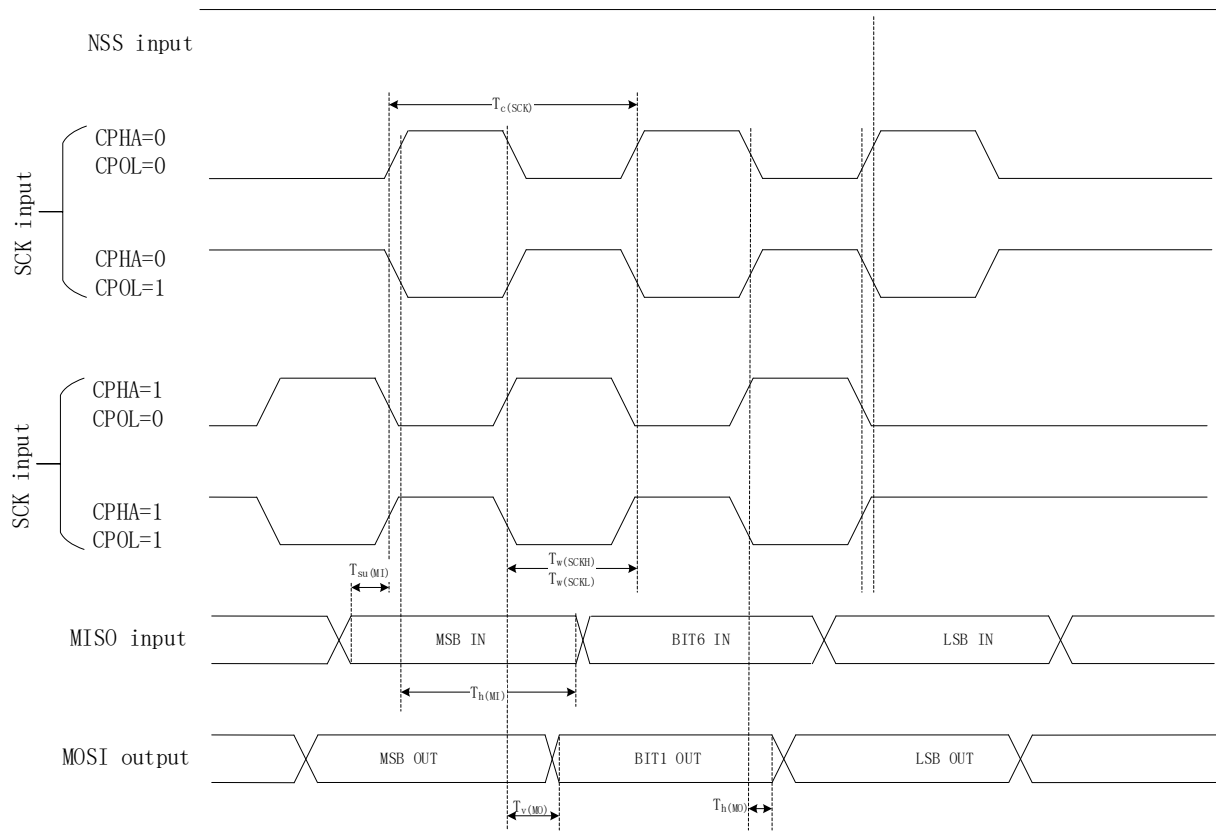 NSS input
Tc(SCK)
SCK input
CPHA=0
CPOL=0
CPHA=0
CPOL=1
SCK input
CPHA=1
CPOL=0
CPHA=1
CPOL=1
Tsu(MI)
Tw(SCKH)
Tw(SCKL)
MISO input
MSB IN
BIT6 IN
LSB IN
Th(MI)
MOSI output
MSB OUT
BIT1 OUT
LSB OUT
Tv(MO)
Th(MO)